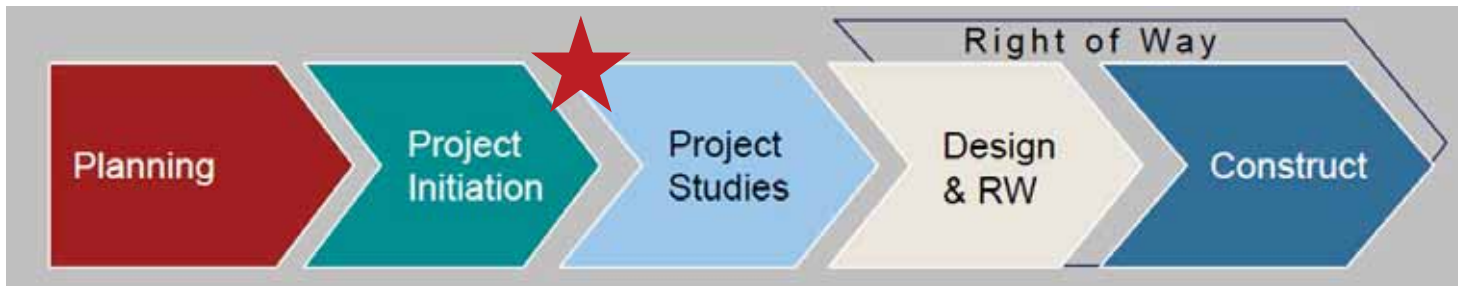 Right of Way
Planning
Project
Initiation
Project
Studies
Design
& RW
Construct